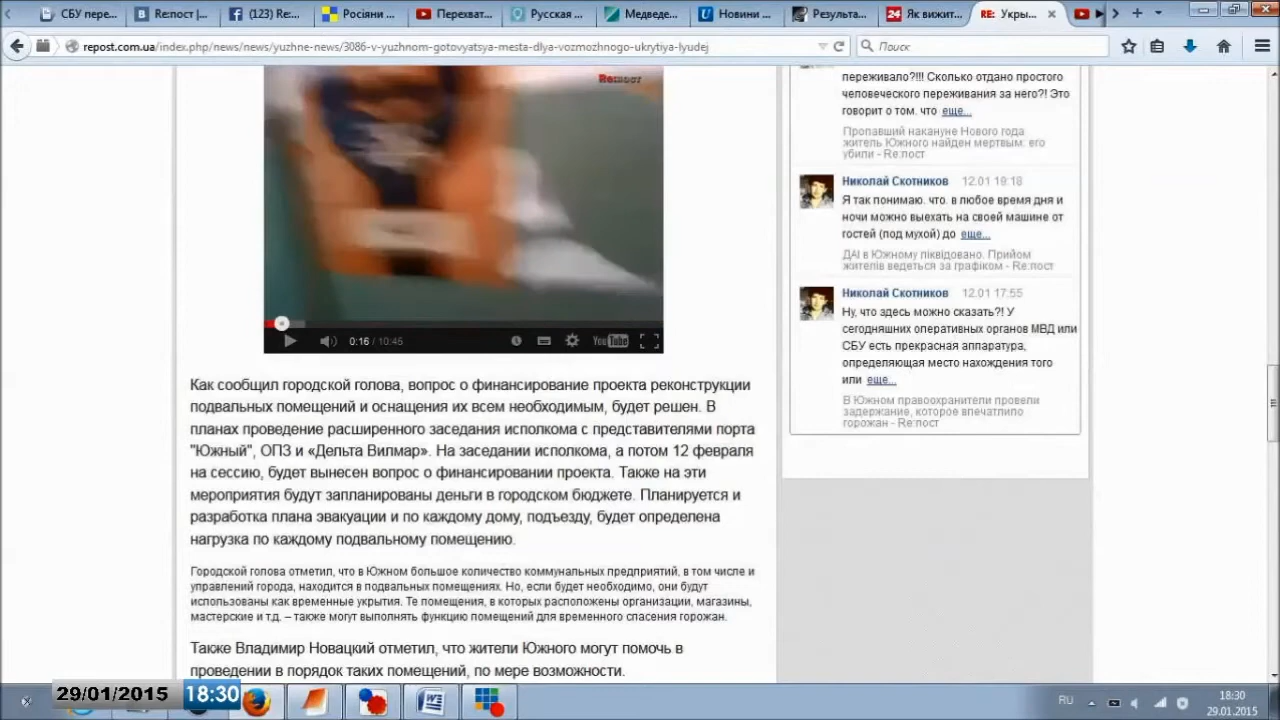 СБУ пере...
Re:пост |...
(123) Re:...
Росіяни ...
Перехват...
Русская ...
Медведе...
Новини ...
Результа...
24 Як вижит...
RE: Укры...
repost.com.ua/index.php/news/news/yuzhne-news/3086-v-yuzhnom-gotovyatsya-mesta-dlya-vozmozhnogo-ukrytiya-lyudej
Поиск
Re:пост
0:16 / 10:45
YouTube
Как сообщил городской голова, вопрос о финансирование проекта реконструкции
подвальных помещений и оснащения их всем необходимым, будет решен. В
планах проведение расширенного заседания исполкома с представителями порта
"Южный", ОПЗ и «Дельта Вилмар». На заседании исполкома, а потом 12 февраля
на сессию, будет вынесен вопрос о финансировании проекта. Также на эти
мероприятия будут запланированы деньги в городском бюджете. Планируется и
разработка плана эвакуации и по каждому дому, подъезду, будет определена
нагрузка по каждому подвальному помещению.
Городской голова отметил, что в Южном большое количество коммунальных предприятий, в том числе и
управлений города, находится в подвальных помещениях. Но, если будет необходимо, они будут
использованы как временные укрытия. Те помещения, в которых расположены организации, магазины,
мастерские и т.д. – также могут выполнять функцию помещений для временного спасения горожан.
Также Владимир Новацкий отметил, что жители Южного могут помочь в
проведении в порядок таких помещений, по мере возможности.
переживало?!!! Сколько отдано простого
человеческого переживания за него?! Это
говорит о том. что еще...
Пропавший накануне Нового года
житель Южного найден мертвым: его
убили - Re:пост
Николай Скотников 12.01 19:18
Я так понимаю. что. в любое время дня и
ночи можно выехать на своей машине от
гостей (под мухой) до еще...
ДАІ в Южному ліквідовано. Прийом
жителів ведеться за графіком - Re:пост
Николай Скотников 12.01 17:55
Ну, что здесь можно сказать?! У
сегодняшних оперативных органов МВД или
СБУ есть прекрасная аппаратура,
определяющая место нахождения того
или еще...
В Южном правоохранители провели
задержание, которое впечатлило
горожан - Re:пост
29/01/2015 18:30
RU
18:30
29.01.2015